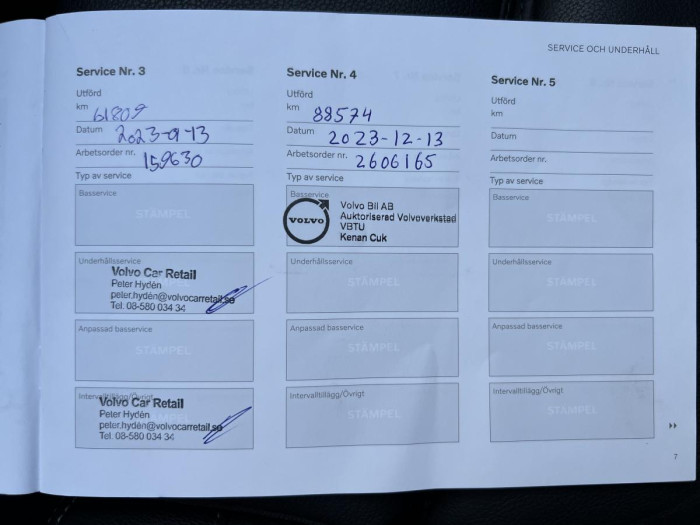 SERVICE OCH UNDERHÅLL
Service Nr. 3
Utförd
km 61809
Datum 2023-01-13
Arbetsorder nr. 159630
Typ av service
Basservice
STÄMPEL
Underhållsservice
Volvo Car Retail
Peter Hydén
peter.hydén@volvocarretail.se
Tel. 08-580 034 34
Anpassad basservice
STÄMPEL
Intervalltillägg/Övrigt
Volvo Car Retail
Peter Hydén
peter.hydén@volvocarretail.se
Tel. 08-580 034 34
Service Nr. 4
Utförd
km 88574
Datum 2023-12-13
Arbetsorder nr. 2606165
Typ av service
Basservice
VOLVO
Volvo Bil AB
Auktoriserad Volvoverkstad
VBTU
Kenan Cuk
Underhållsservice
STÄMPEL
Anpassad basservice
STÄMPEL
Intervalltillägg/Övrigt
STÄMPEL
Service Nr. 5
Utförd
km
Datum
Arbetsorder nr.
Typ av service
Basservice
STÄMPEL
Underhållsservice
STÄMPEL
Anpassad basservice
STÄMPEL
Intervalltillägg/Övrigt
STÄMPEL
7